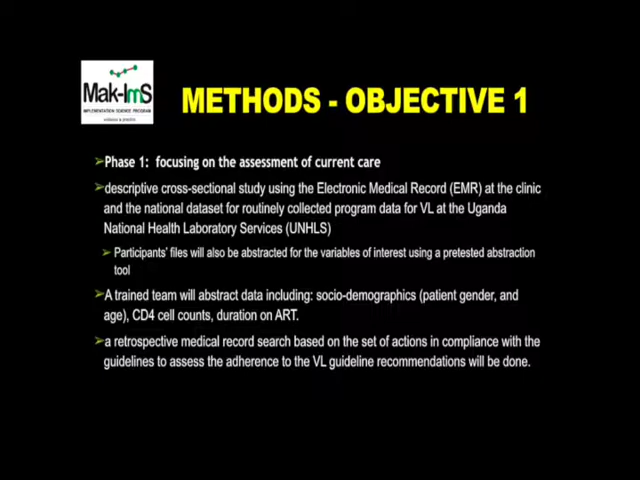 Mak-ImS
IMPLEMENTATION SCIENCE PROGRAM
METHODS - OBJECTIVE 1
➢Phase 1: focusing on the assessment of current care
➢descriptive cross-sectional study using the Electronic Medical Record (EMR) at the clinic
and the national dataset for routinely collected program data for VL at the Uganda
National Health Laboratory Services (UNHLS)
➢ Participants' files will also be abstracted for the variables of interest using a pretested abstraction
tool
➢A trained team will abstract data including: socio-demographics (patient gender, and
age), CD4 cell counts, duration on ART.
➢a retrospective medical record search based on the set of actions in compliance with the
guidelines to assess the adherence to the VL guideline recommendations will be done.